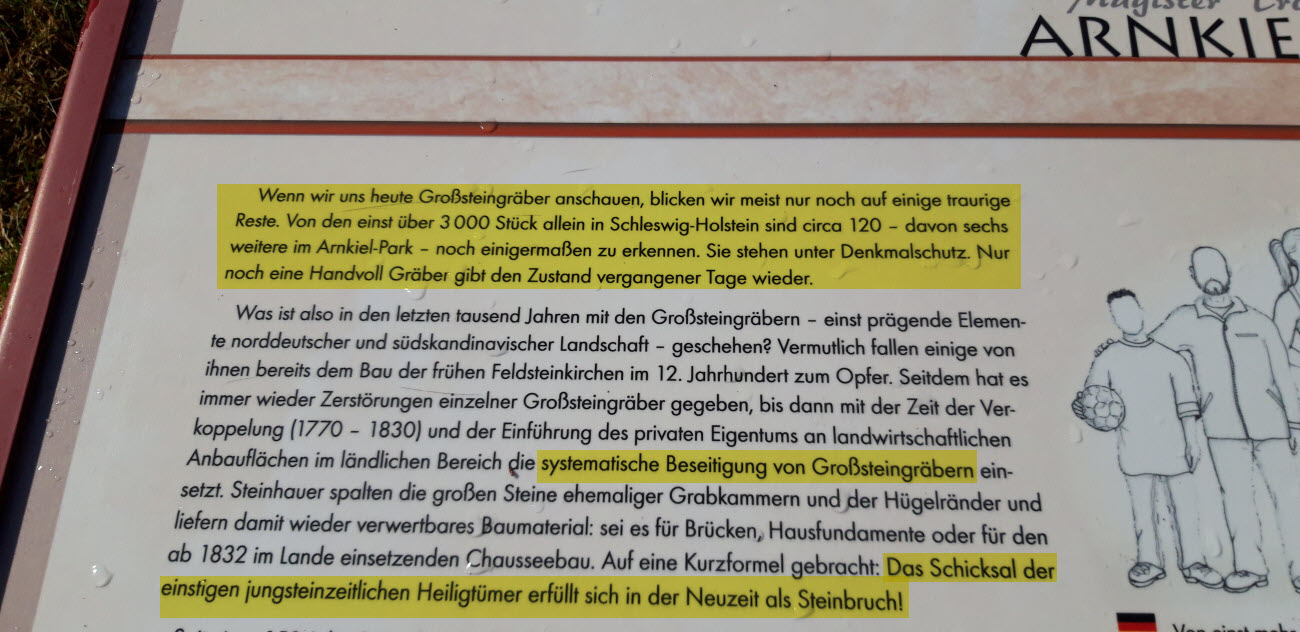 Magister
ARNKIE
Wenn wir uns heute Großsteingräber anschauen, blicken wir meist nur noch auf einige traurige
Reste. Von den einst über 3 000 Stück allein in Schleswig-Holstein sind circa 120 – davon sechs
weitere im Arnkiel-Park – noch einigermaßen zu erkennen. Sie stehen unter Denkmalschutz. Nur
noch eine Handvoll Gräber gibt den Zustand vergangener Tage wieder.
Was ist also in den letzten tausend Jahren mit den Großsteingräbern – einst prägende Elemen-
te norddeutscher und südskandinavischer Landschaft – geschehen? Vermutlich fallen einige von
ihnen bereits dem Bau der frühen Feldsteinkirchen im 12. Jahrhundert zum Opfer. Seitdem hat es
immer wieder Zerstörungen einzelner Großsteingräber gegeben, bis dann mit der Zeit der Ver-
koppelung (1770 – 1830) und der Einführung des privaten Eigentums an landwirtschaftlichen
Anbauflächen im ländlichen Bereich die systematische Beseitigung von Großsteingräbern ein-
setzt. Steinhauer spalten die großen Steine ehemaliger Grabkammern und der Hügelränder und
liefern damit wieder verwertbares Baumaterial: sei es für Brücken, Hausfundamente oder für den
ab 1832 im Lande einsetzenden Chausseebau. Auf eine Kurzformel gebracht: Das Schicksal der
einstigen jungsteinzeitlichen Heiligtümer erfüllt sich in der Neuzeit als Steinbruch!
Von einst mehr